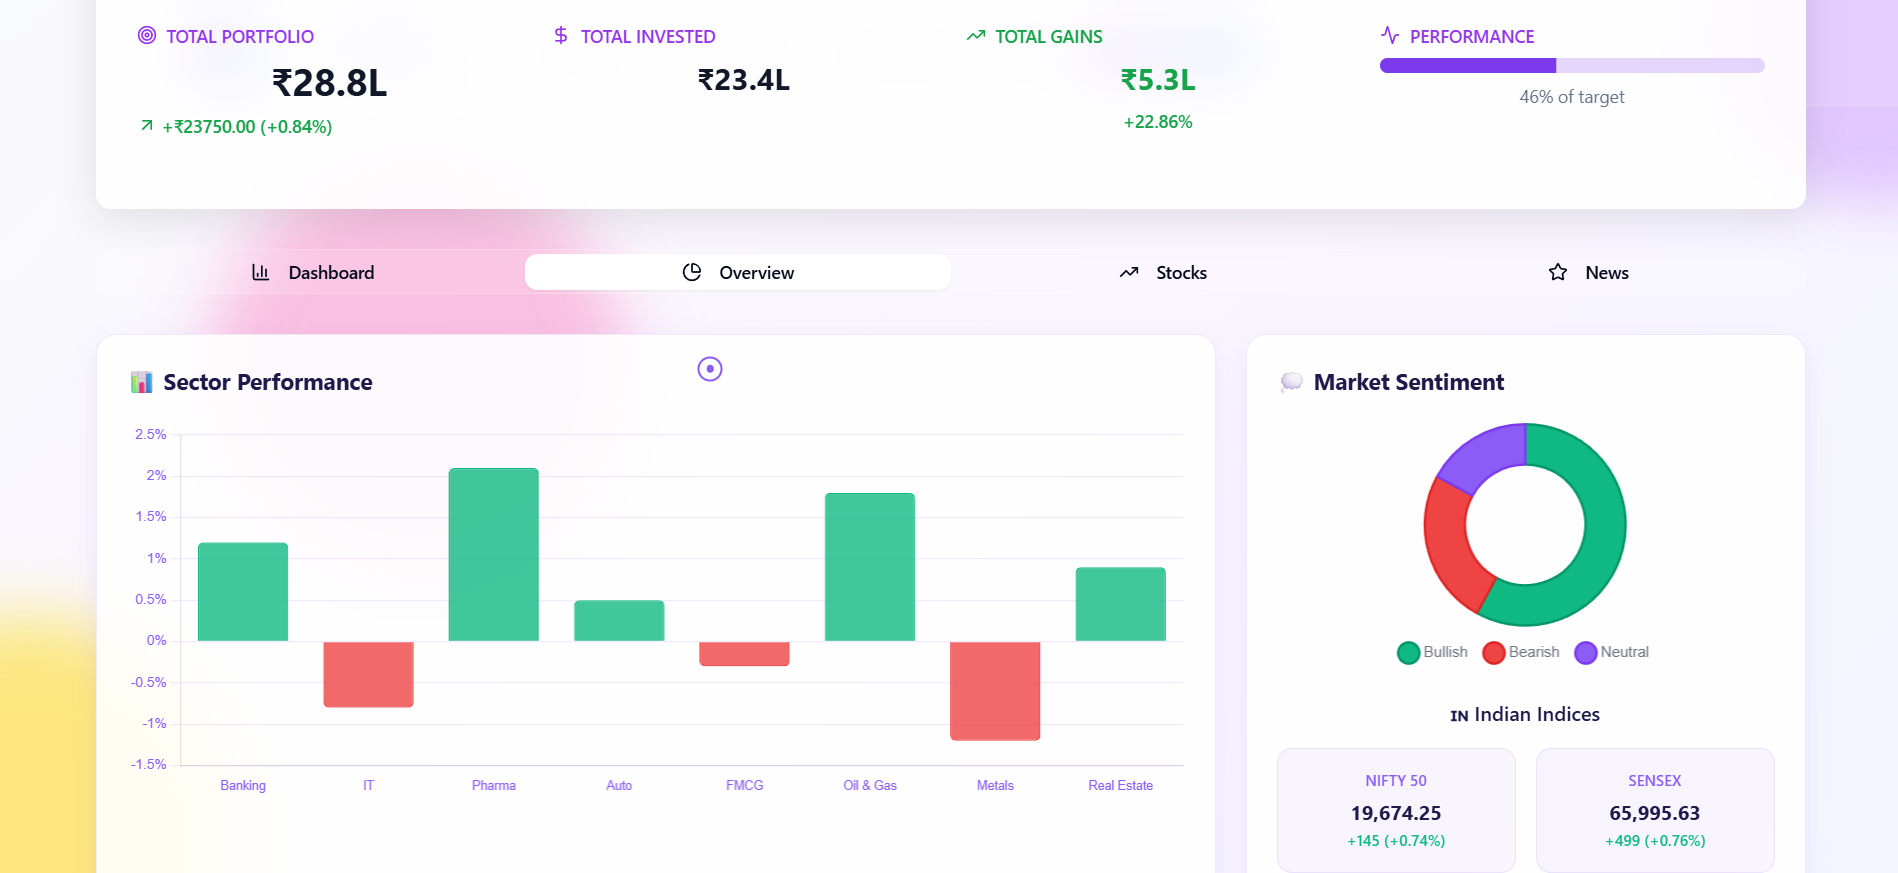 TOTAL PORTFOLIO
₹28.8L
+₹23750.00 (+0.84%)
TOTAL INVESTED
₹23.4L
TOTAL GAINS
₹5.3L
+22.86%
PERFORMANCE
46% of target
Dashboard
Overview
Stocks
News
Sector Performance
2.5%
2%
1.5%
1%
0.5%
0%
-0.5%
-1%
-1.5%
Banking
IT
Pharma
Auto
FMCG
Oil & Gas
Metals
Real Estate
Market Sentiment
Bullish
Bearish
Neutral
IN Indian Indices
NIFTY 50
19,674.25
+145 (+0.74%)
SENSEX
65,995.63
+499 (+0.76%)